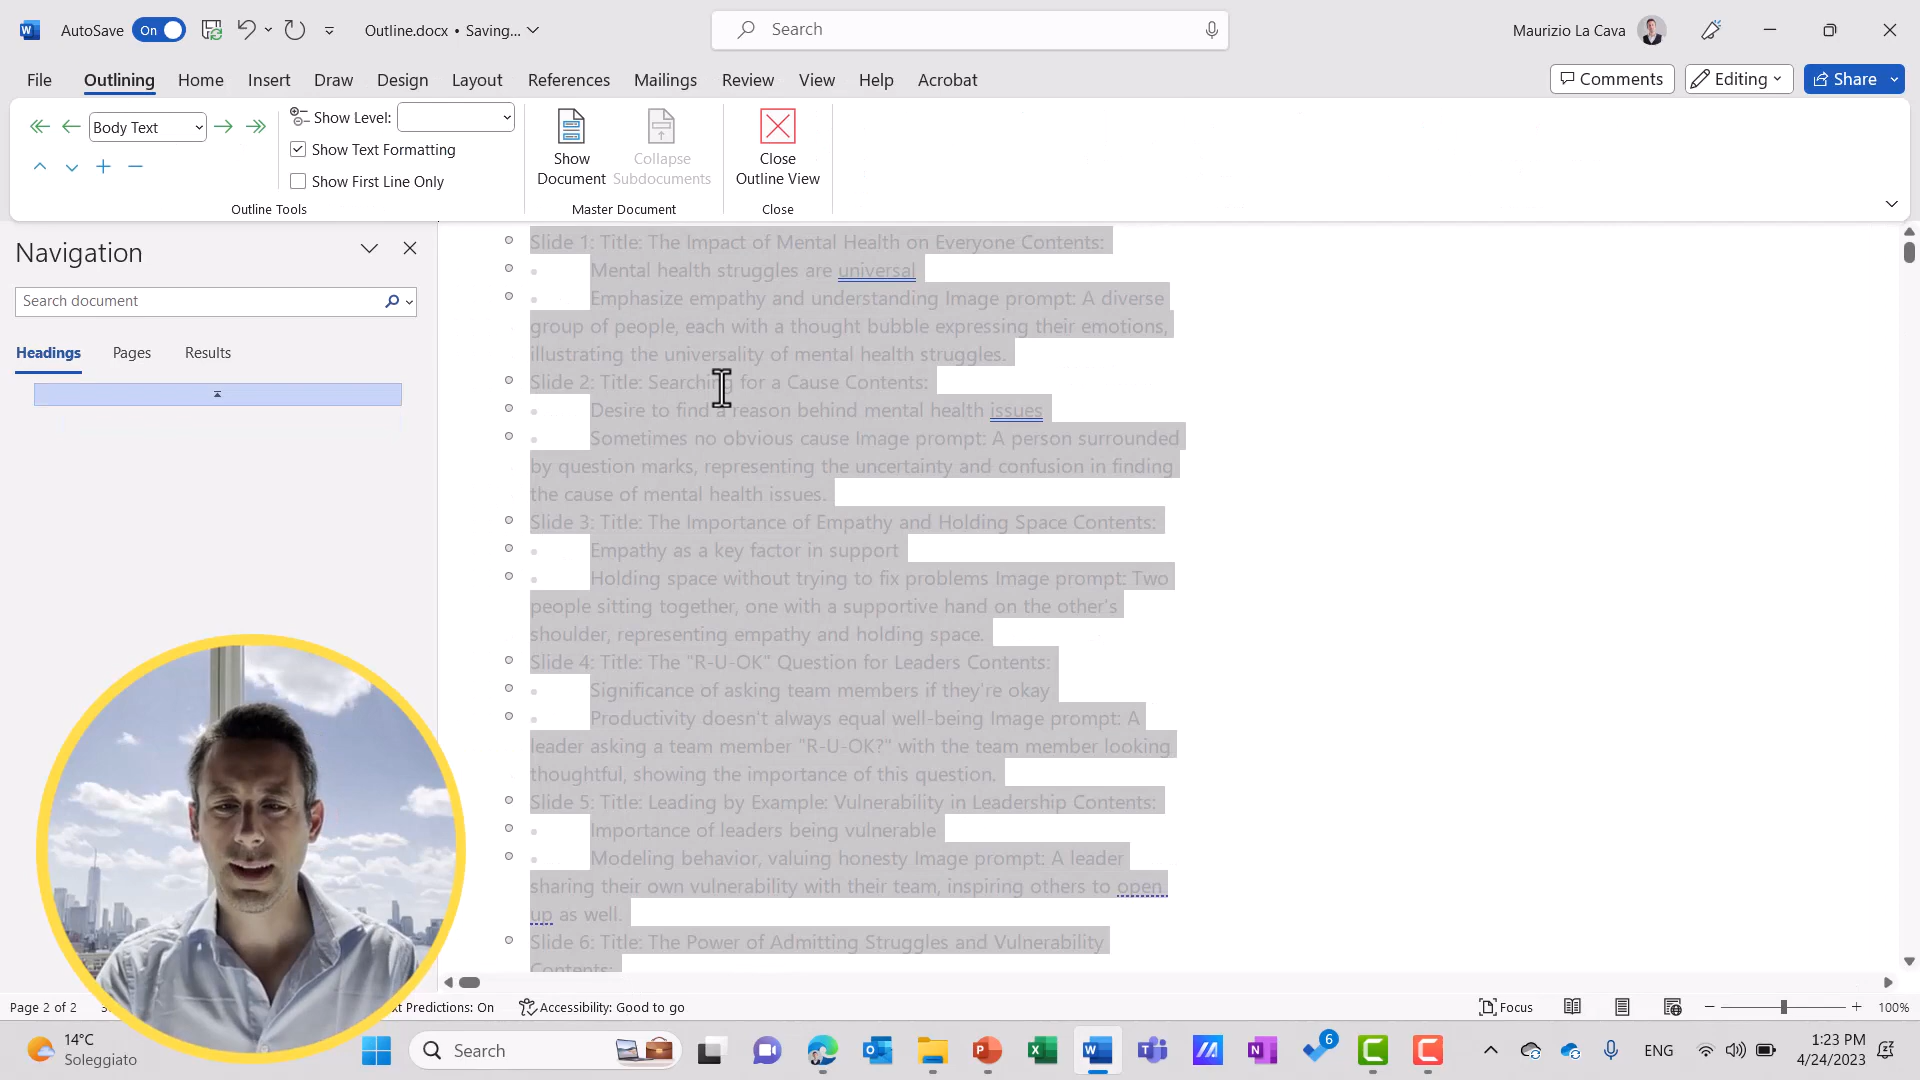 AutoSave On Outline.docx • Saving... Search Maurizio La Cava
File Outlining Home Insert Draw Design Layout References Mailings Review View Help Acrobat Comments Editing Share
Body Text Show Level:
Show Text Formatting
Show First Line Only
Show Document
Collapse Subdocuments
Close Outline View
Outline Tools Master Document Close
Navigation
Search document
Headings Pages Results
Slide 1: Title: The Impact of Mental Health on Everyone Contents:
Mental health struggles are universal
Emphasize empathy and understanding Image prompt: A diverse
group of people, each with a thought bubble expressing their emotions,
illustrating the universality of mental health struggles.
Slide 2: Title: Searching for a Cause Contents:
Desire to find a reason behind mental health issues
Sometimes no obvious cause Image prompt: A person surrounded
by question marks, representing the uncertainty and confusion in finding
the cause of mental health issues.
Slide 3: Title: The Importance of Empathy and Holding Space Contents:
Empathy as a key factor in support
Holding space without trying to fix problems Image prompt: Two
people sitting together, one with a supportive hand on the other's
shoulder, representing empathy and holding space.
Slide 4: Title: The "R-U-OK" Question for Leaders Contents:
Significance of asking team members if they're okay
Productivity doesn't always equal well-being Image prompt: A
leader asking a team member "R-U-OK?" with the team member looking
thoughtful, showing the importance of this question.
Slide 5: Title: Leading by Example: Vulnerability in Leadership Contents:
Importance of leaders being vulnerable
Modeling behavior, valuing honesty Image prompt: A leader
sharing their own vulnerability with their team, inspiring others to open
up as well.
Slide 6: Title: The Power of Admitting Struggles and Vulnerability
Contents:
Page 2 of 2 Predictions: On Accessibility: Good to go Focus 100%
14°C
Soleggiato
Search
6
ENG
1:23 PM
4/24/2023